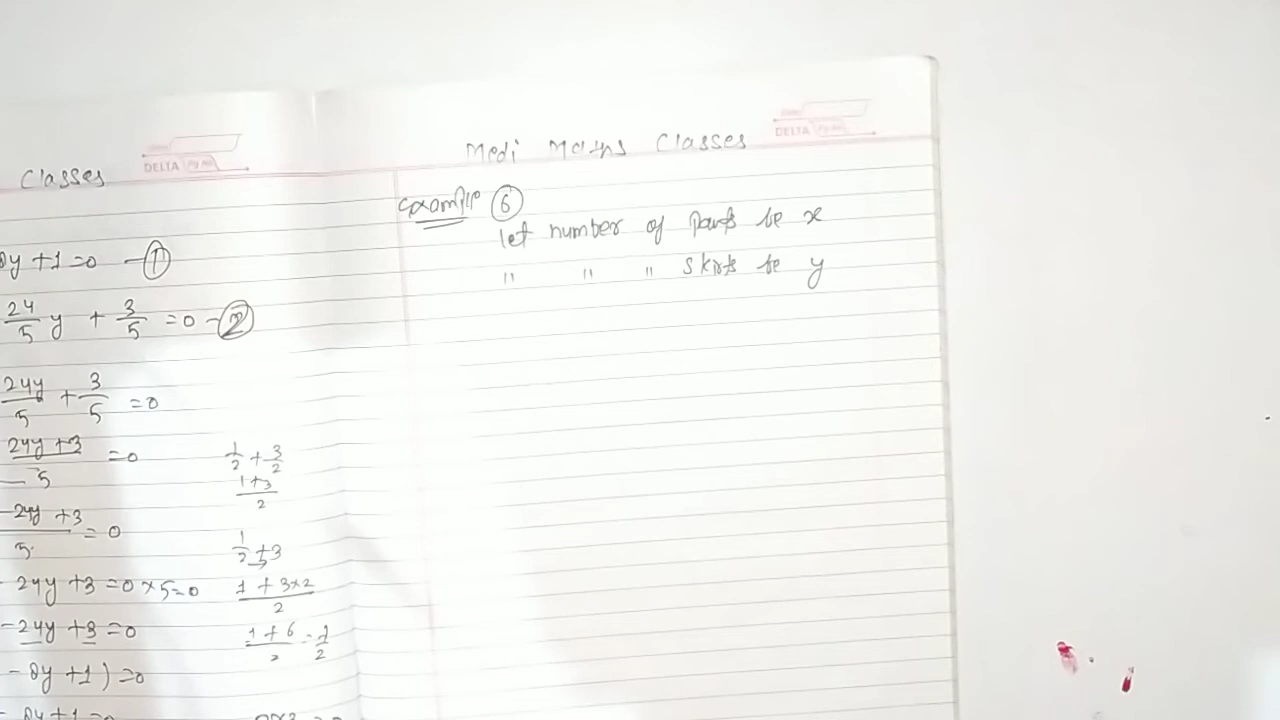 Classes
DELTA
8y + 1 = 0 — ①
24/5 y + 3/5 = 0 — ②
24y/5 + 3/5 = 0
24y + 3/5 = 0
-24y + 3/5 = 0
- 24y + 3 = 0 × 5 = 0
- 24y + 3 = 0
- 8y + 1) = 0
- 8y + 1 = 0
1/2 + 3/2
1+3/2
1/2 + 3
1 + 3×2/2
1 + 6/2 = 7/2
Medi Maths Classes
DELTA
Example ⑥
let number of Pants be x
" " " Skirts be y